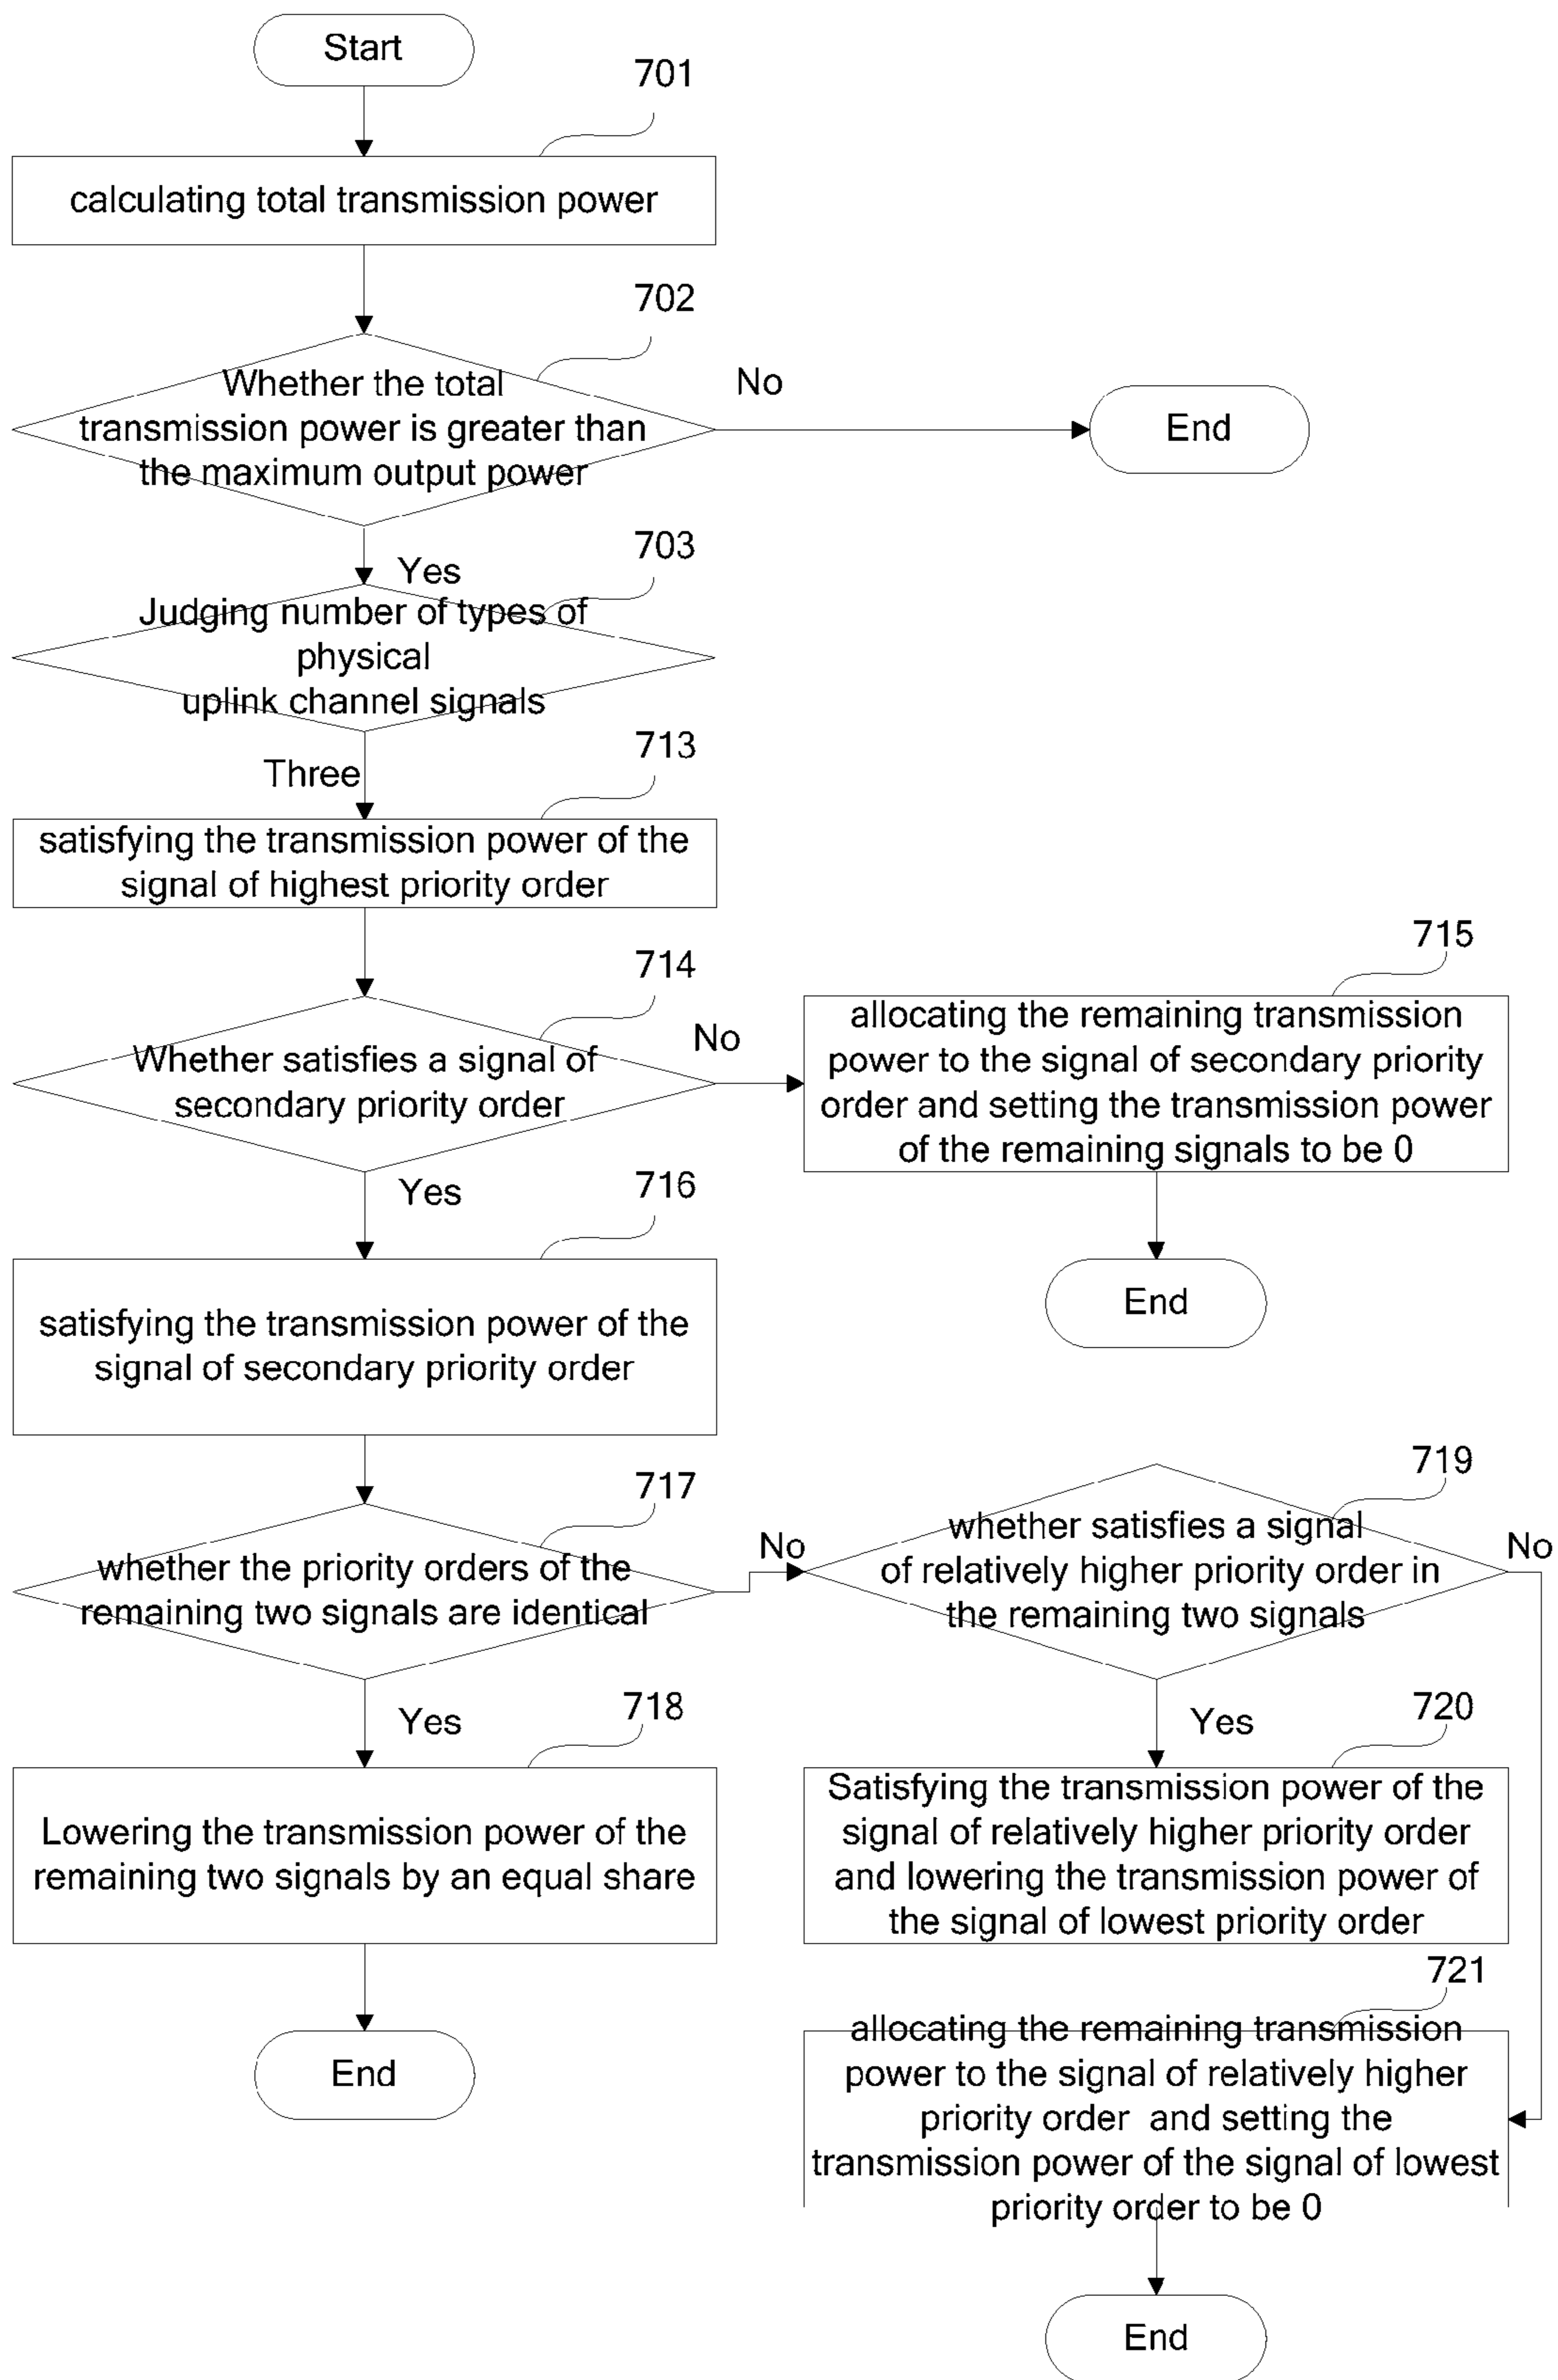 Start
701
calculating total transmission power
702
Whether the total
transmission power is greater than
the maximum output power
No
End
Yes
703
Judging number of types of
physical
uplink channel signals
Three
713
satisfying the transmission power of the
signal of highest priority order
714
Whether satisfies a signal of
secondary priority order
No
715
allocating the remaining transmission
power to the signal of secondary priority
order and setting the transmission power
of the remaining signals to be 0
End
Yes
716
satisfying the transmission power of the
signal of secondary priority order
717
whether the priority orders of the
remaining two signals are identical
No
719
whether satisfies a signal
of relatively higher priority order in
the remaining two signals
No
Yes
718
Lowering the transmission power of the
remaining two signals by an equal share
End
Yes
720
Satisfying the transmission power of the
signal of relatively higher priority order
and lowering the transmission power of
the signal of lowest priority order
721
allocating the remaining transmission
power to the signal of relatively higher
priority order and setting the
transmission power of the signal of lowest
priority order to be 0
End